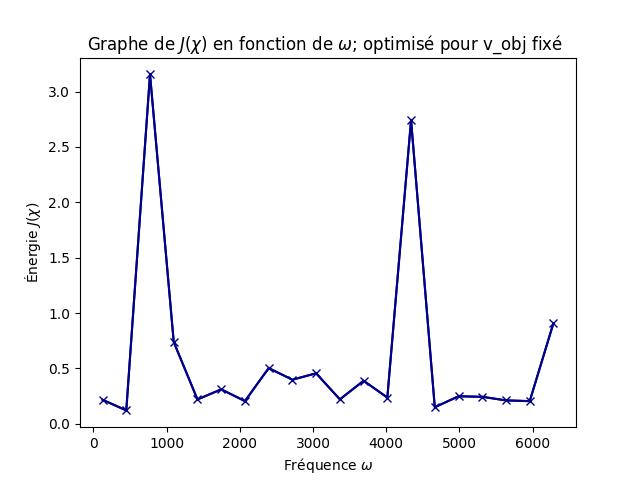 Graphe de J(χ) en fonction de ω; optimisé pour v_obj fixé
Énergie J(χ)
3.0
2.5
2.0
1.5
1.0
0.5
0.0
0 1000 2000 3000 4000 5000 6000
Fréquence ω